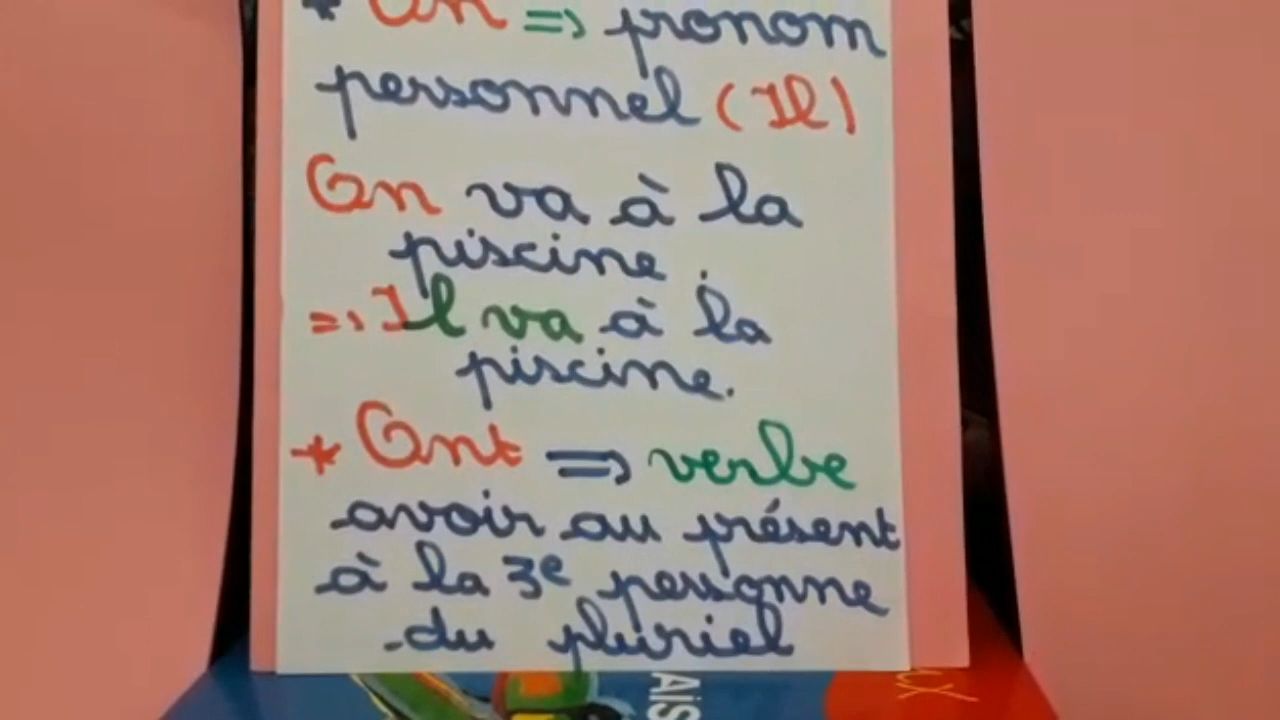 * On => pronom
personnel (Il)
On va à la
piscine.
=> Il va à la
piscine.
* Ont => verbe
avoir au présent
à la 3e personne
du pluriel
AIS